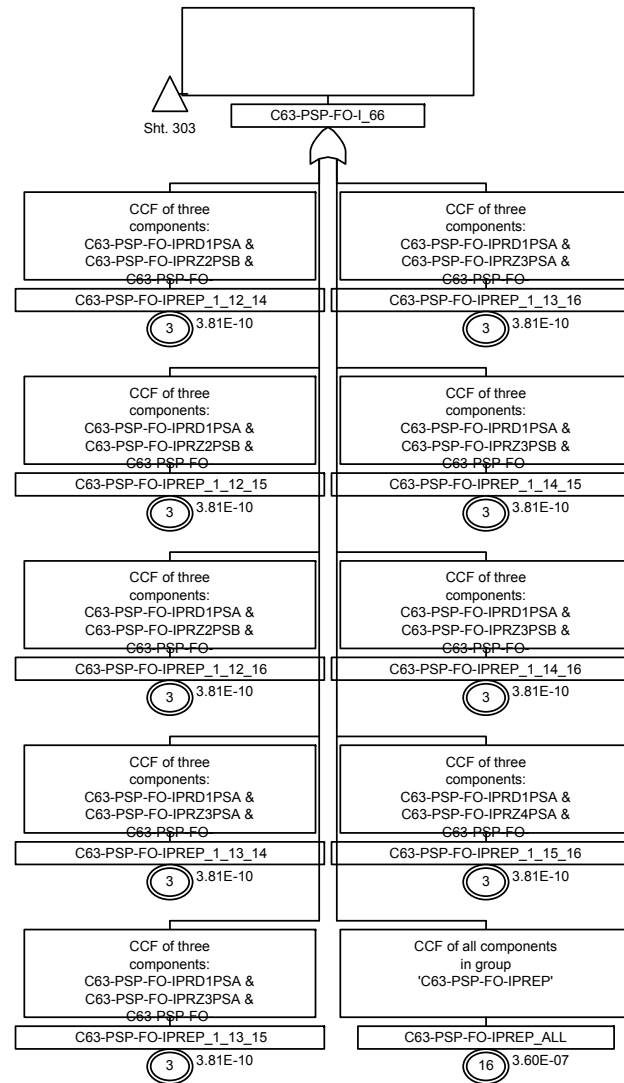 C63-PSP-FO-I_66
Sht. 303
CCF of three
components:
C63-PSP-FO-IPRD1PSA &
C63-PSP-FO-IPRZ2PSB &
C63-PSP-FO-
C63-PSP-FO-IPREP_1_12_14
3
3.81E-10
CCF of three
components:
C63-PSP-FO-IPRD1PSA &
C63-PSP-FO-IPRZ3PSA &
C63-PSP-FO-
C63-PSP-FO-IPREP_1_13_16
3
3.81E-10
CCF of three
components:
C63-PSP-FO-IPRD1PSA &
C63-PSP-FO-IPRZ2PSB &
C63-PSP-FO-
C63-PSP-FO-IPREP_1_12_15
3
3.81E-10
CCF of three
components:
C63-PSP-FO-IPRD1PSA &
C63-PSP-FO-IPRZ3PSB &
C63-PSP-FO-
C63-PSP-FO-IPREP_1_14_15
3
3.81E-10
CCF of three
components:
C63-PSP-FO-IPRD1PSA &
C63-PSP-FO-IPRZ2PSB &
C63-PSP-FO-
C63-PSP-FO-IPREP_1_12_16
3
3.81E-10
CCF of three
components:
C63-PSP-FO-IPRD1PSA &
C63-PSP-FO-IPRZ3PSB &
C63-PSP-FO-
C63-PSP-FO-IPREP_1_14_16
3
3.81E-10
CCF of three
components:
C63-PSP-FO-IPRD1PSA &
C63-PSP-FO-IPRZ3PSA &
C63-PSP-FO-
C63-PSP-FO-IPREP_1_13_14
3
3.81E-10
CCF of three
components:
C63-PSP-FO-IPRD1PSA &
C63-PSP-FO-IPRZ4PSA &
C63-PSP-FO-
C63-PSP-FO-IPREP_1_15_16
3
3.81E-10
CCF of three
components:
C63-PSP-FO-IPRD1PSA &
C63-PSP-FO-IPRZ3PSA &
C63-PSP-FO-
C63-PSP-FO-IPREP_1_13_15
3
3.81E-10
CCF of all components
in group
'C63-PSP-FO-IPREP'
C63-PSP-FO-IPREP_ALL
16
3.60E-07